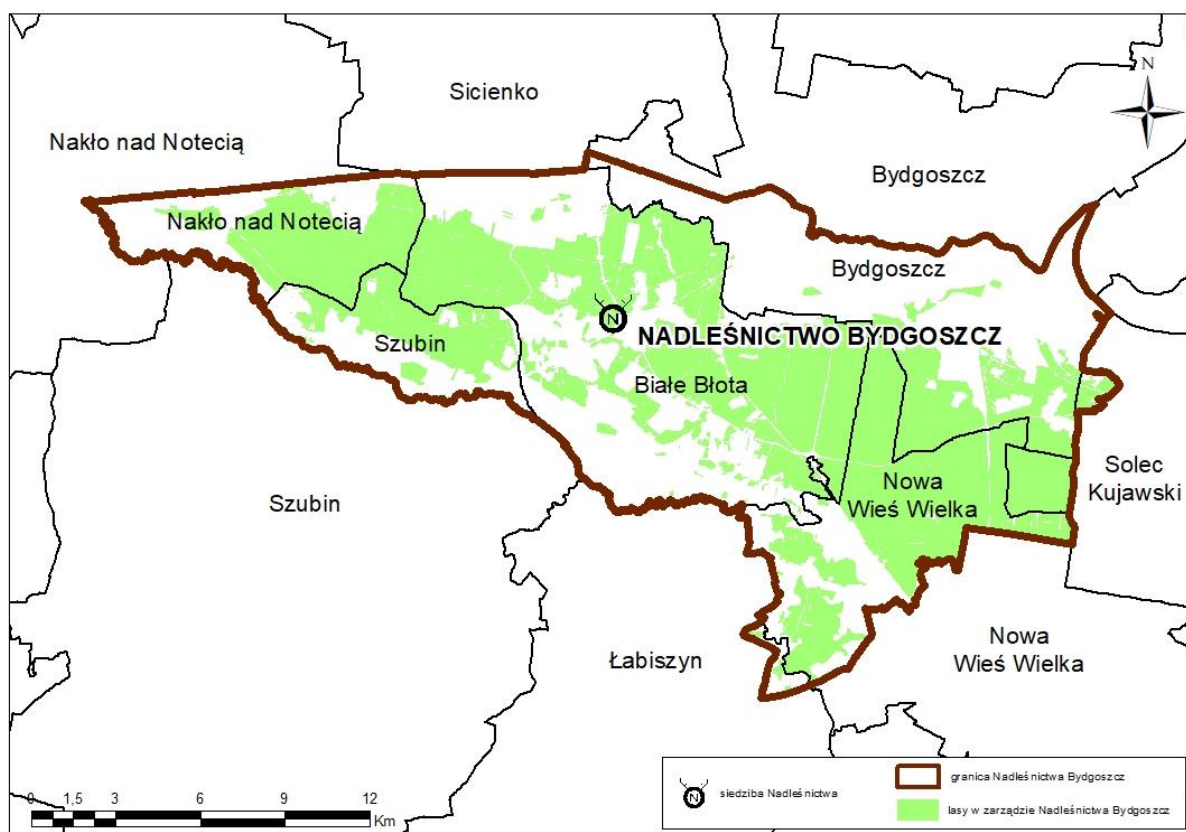 Sicienko
N
Nakło nad Notecią
Bydgoszcz
Nakło nad Notecią
Bydgoszcz
N
NADLEŚNICTWO BYDGOSZCZ
Szubin
Białe Błota
Solec
Kujawski
Nowa
Wieś Wielka
Szubin
Nowa
Wieś Wielka
Łabiszyn
N
siedziba Nadleśnictwa
granica Nadleśnictwa Bydgoszcz
lasy w zarządzie Nadleśnictwa Bydgoszcz
0 1,5 3 6 9 12
Km